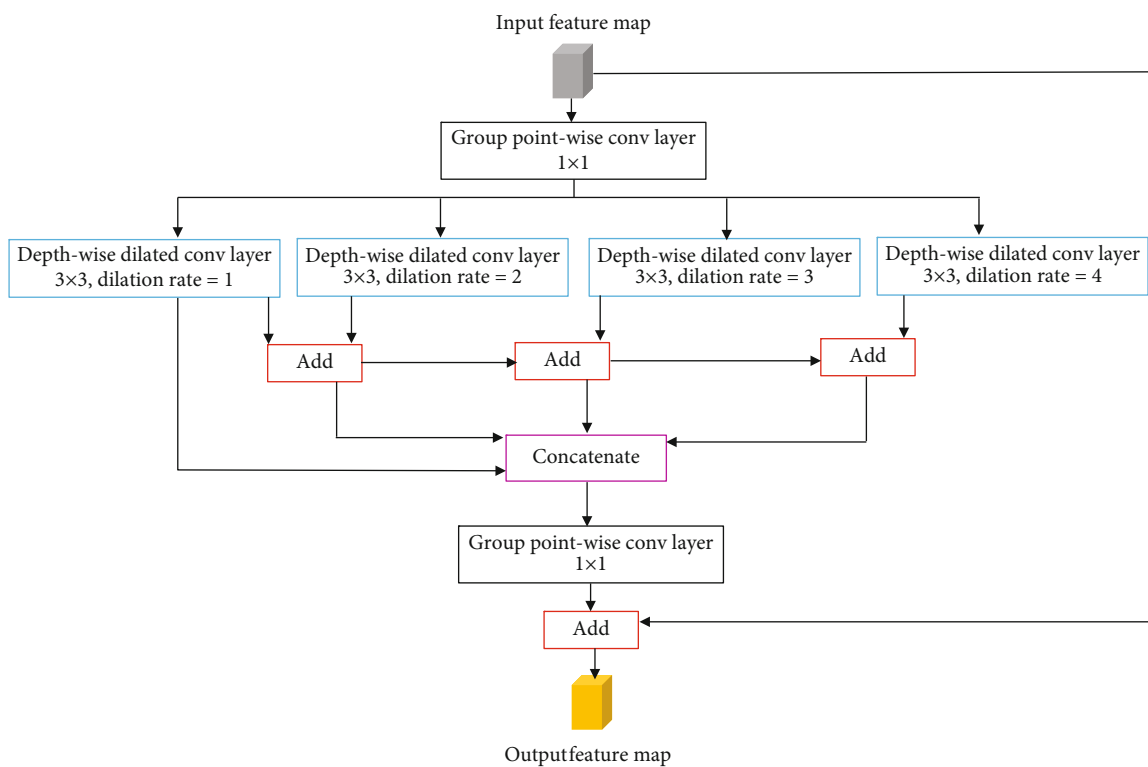 Input feature map
Group point-wise conv layer
1×1
Depth-wise dilated conv layer
3×3, dilation rate = 1
Depth-wise dilated conv layer
3×3, dilation rate = 2
Depth-wise dilated conv layer
3×3, dilation rate = 3
Depth-wise dilated conv layer
3×3, dilation rate = 4
Add
Add
Add
Concatenate
Group point-wise conv layer
1×1
Add
Output feature map